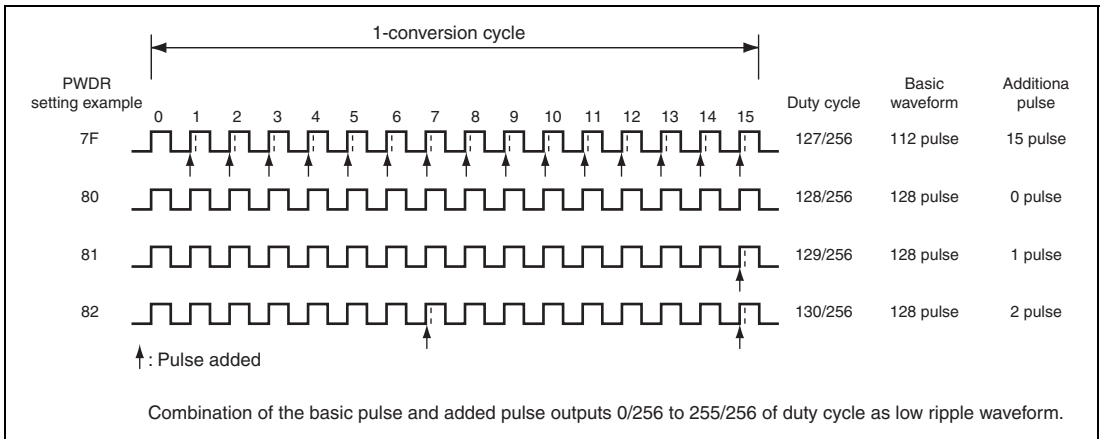 1-conversion cycle
PWDR
setting example
0 1 2 3 4 5 6 7 8 9 10 11 12 13 14 15
Duty cycle
Basic
waveform
Additiona
pulse
7F 127/256 112 pulse 15 pulse
80 128/256 128 pulse 0 pulse
81 129/256 128 pulse 1 pulse
82 130/256 128 pulse 2 pulse
: Pulse added
Combination of the basic pulse and added pulse outputs 0/256 to 255/256 of duty cycle as low ripple waveform.